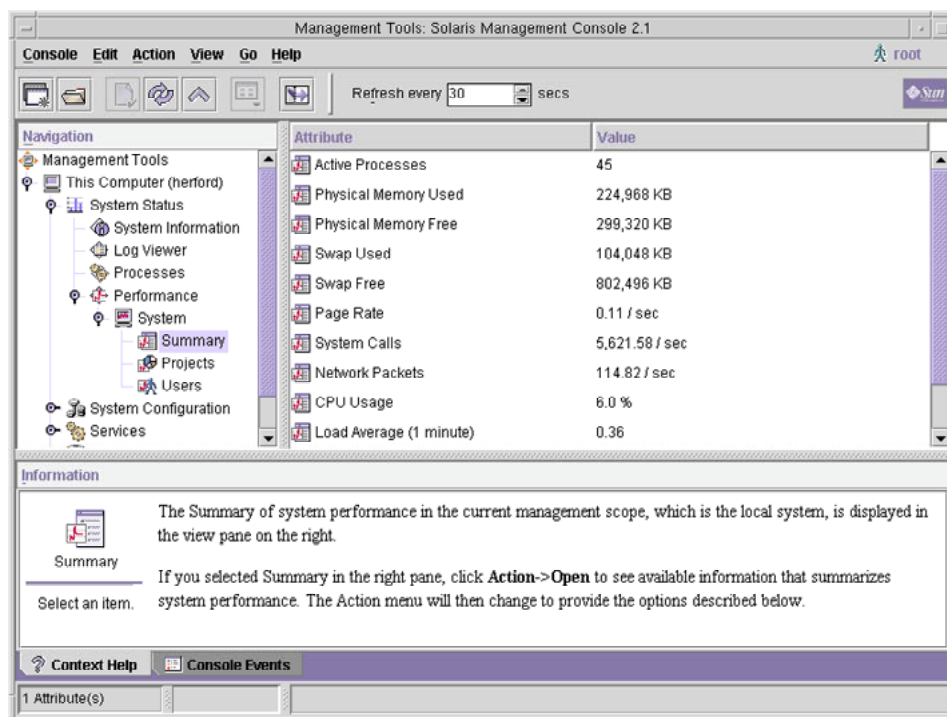 Management Tools: Solaris Management Console 2.1
Console Edit Action View Go Help
root
Refresh every 30 secs
Sun
Navigation
Management Tools
This Computer (herford)
System Status
System Information
Log Viewer
Processes
Performance
System
Summary
Projects
Users
System Configuration
Services
Attribute Value
Active Processes 45
Physical Memory Used 224,968 KB
Physical Memory Free 299,320 KB
Swap Used 104,048 KB
Swap Free 802,496 KB
Page Rate 0.11 / sec
System Calls 5,621.58 / sec
Network Packets 114.82 / sec
CPU Usage 6.0 %
Load Average (1 minute) 0.36
Information
Summary
Select an item.
The Summary of system performance in the current management scope, which is the local system, is displayed in
the view pane on the right.
If you selected Summary in the right pane, click Action->Open to see available information that summarizes
system performance. The Action menu will then change to provide the options described below.
Context Help
Console Events
1 Attribute(s)